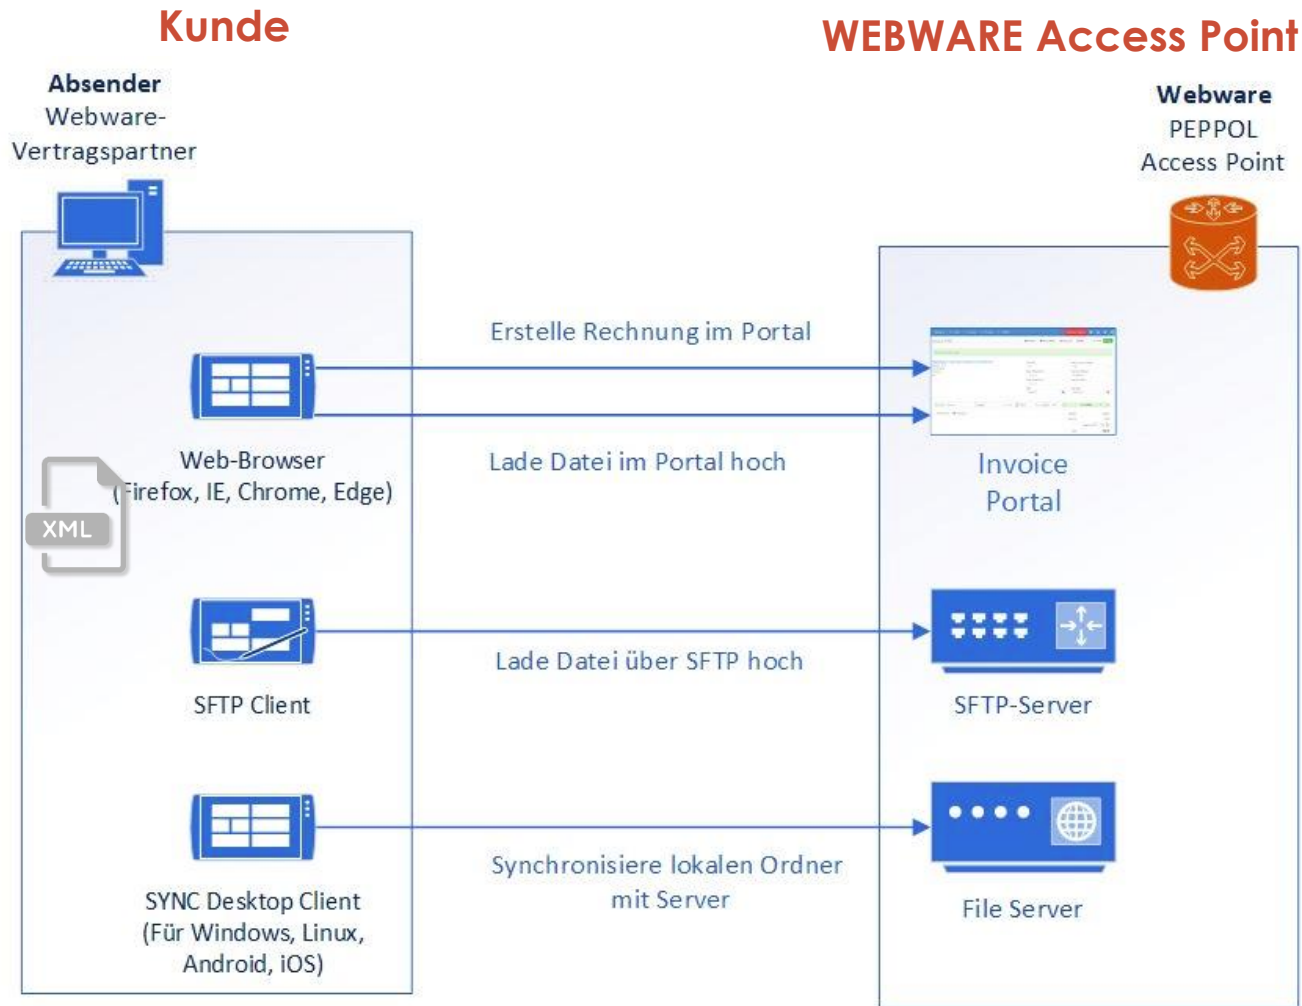 Kunde
WEBWARE Access Point
Absender
Webware-
Vertragspartner
Webware
PEPPOL
Access Point
Erstelle Rechnung im Portal
Web-Browser
(Firefox, IE, Chrome, Edge)
XML
Lade Datei im Portal hoch
Invoice
Portal
SFTP Client
Lade Datei über SFTP hoch
SFTP-Server
SYNC Desktop Client
(Für Windows, Linux,
Android, iOS)
Synchronisiere lokalen Ordner
mit Server
File Server